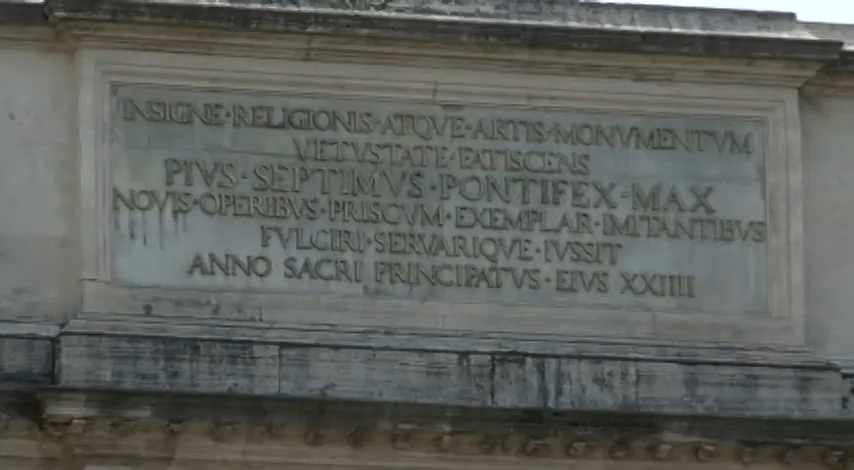 INSIGNE·RELIGIONIS·ATQVE·ARTIS·MONVMENTVM
VETVSTATE·FATISCENS
PIVS·SEPTIMVS·PONTIFEX·MAX
NOVIS·OPERIBVS·PRISCVM·EXEMPLAR·IMITANTIBVS
FVLCIRI·SERVARIQVE·IVSSIT
ANNO SACRI PRINCIPATVS·EIVS XXIIII